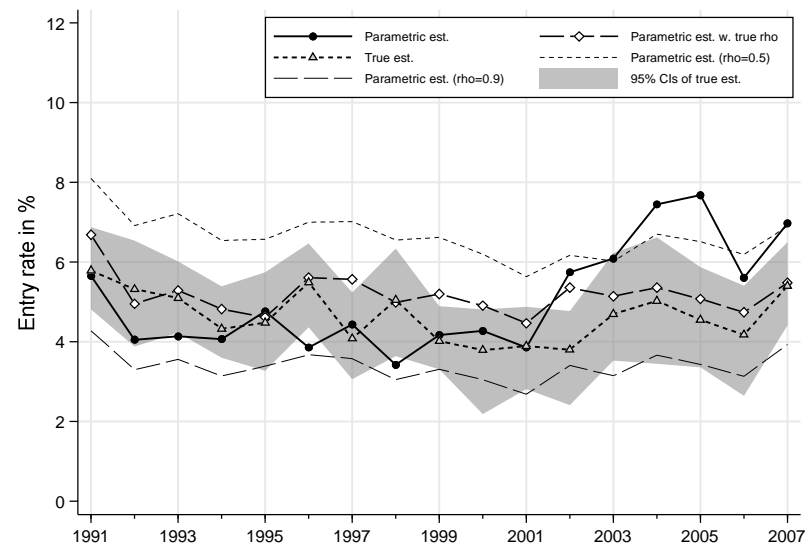 Parametric est.
Parametric est. w. true rho
True est.
Parametric est. (rho=0.5)
Parametric est. (rho=0.9)
95% CIs of true est.
Entry rate in %
12
10
8
6
4
2
0
1991 1993 1995 1997 1999 2001 2003 2005 2007